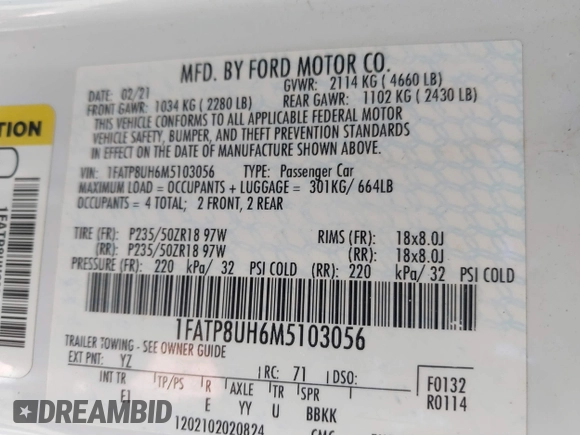 MFD. BY FORD MOTOR CO.
DATE: 02/21 GVWR: 2114 KG ( 4660 LB)
FRONT GAWR: 1034 KG ( 2280 LB) REAR GAWR: 1102 KG ( 2430 LB)
THIS VEHICLE CONFORMS TO ALL APPLICABLE FEDERAL MOTOR
VEHICLE SAFETY, BUMPER, AND THEFT PREVENTION STANDARDS
IN EFFECT ON THE DATE OF MANUFACTURE SHOWN ABOVE.
VIN: 1FATP8UH6M5103056 TYPE: Passenger Car
MAXIMUM LOAD = OCCUPANTS + LUGGAGE = 301KG/ 664LB
OCCUPANTS = 4 TOTAL; 2 FRONT, 2 REAR
TIRE (FR): P235/50ZR18 97W RIMS (FR): 18x8.0J
(RR): P235/50ZR18 97W (RR): 18x8.0J
PRESSURE (FR): 220 kPa/ 32 PSI COLD (RR): 220 kPa/ 32 PSI COLD
1FATP8UH6M5103056
TRAILER TOWING - SEE OWNER GUIDE
EXT PNT: YZ RC: 71 DSO: F0132
INT TR TP/PS R AXLE TR SPR R0114
E YY U BBKK
1202102020824
DREAMBID